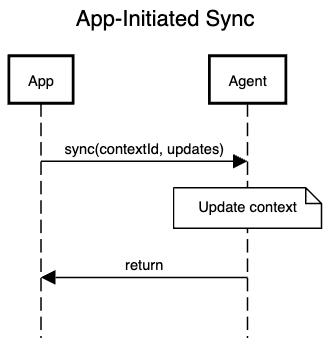 App-Initiated Sync
App
Agent
sync(contextId, updates)
Update context
return